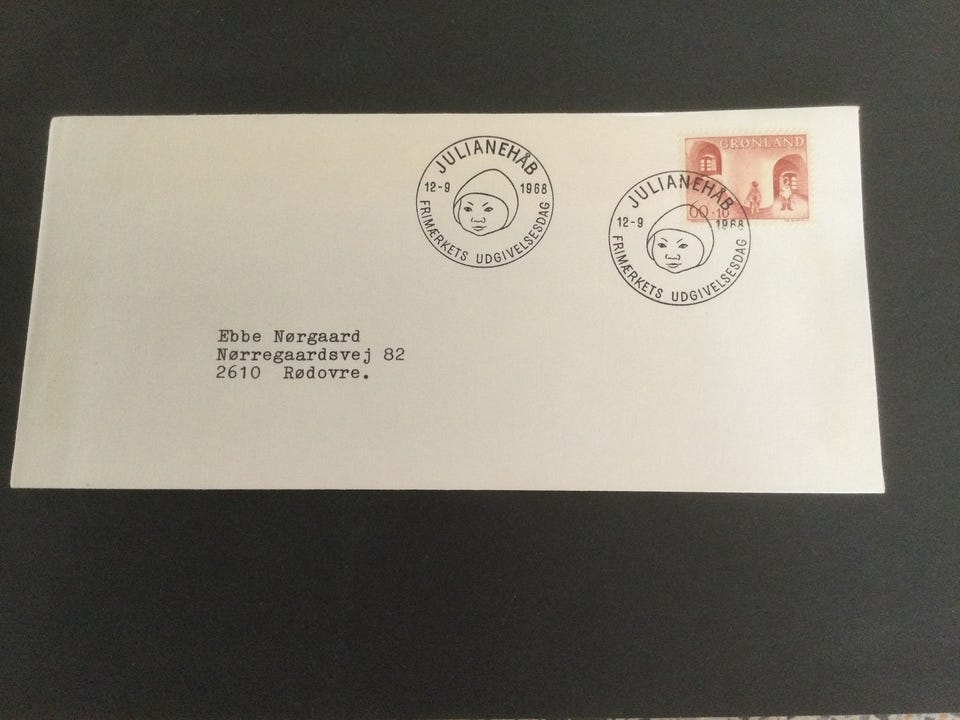 JULIANEHÅB
12-9 1968
FRIMÆRKETS UDGIVELSESDAG
GRØNLAND
60+10
JULIANEHÅB
12-9 1968
FRIMÆRKETS UDGIVELSESDAG
Ebbe Nørgaard
Nørregaardsvej 82
2610 Rødovre.